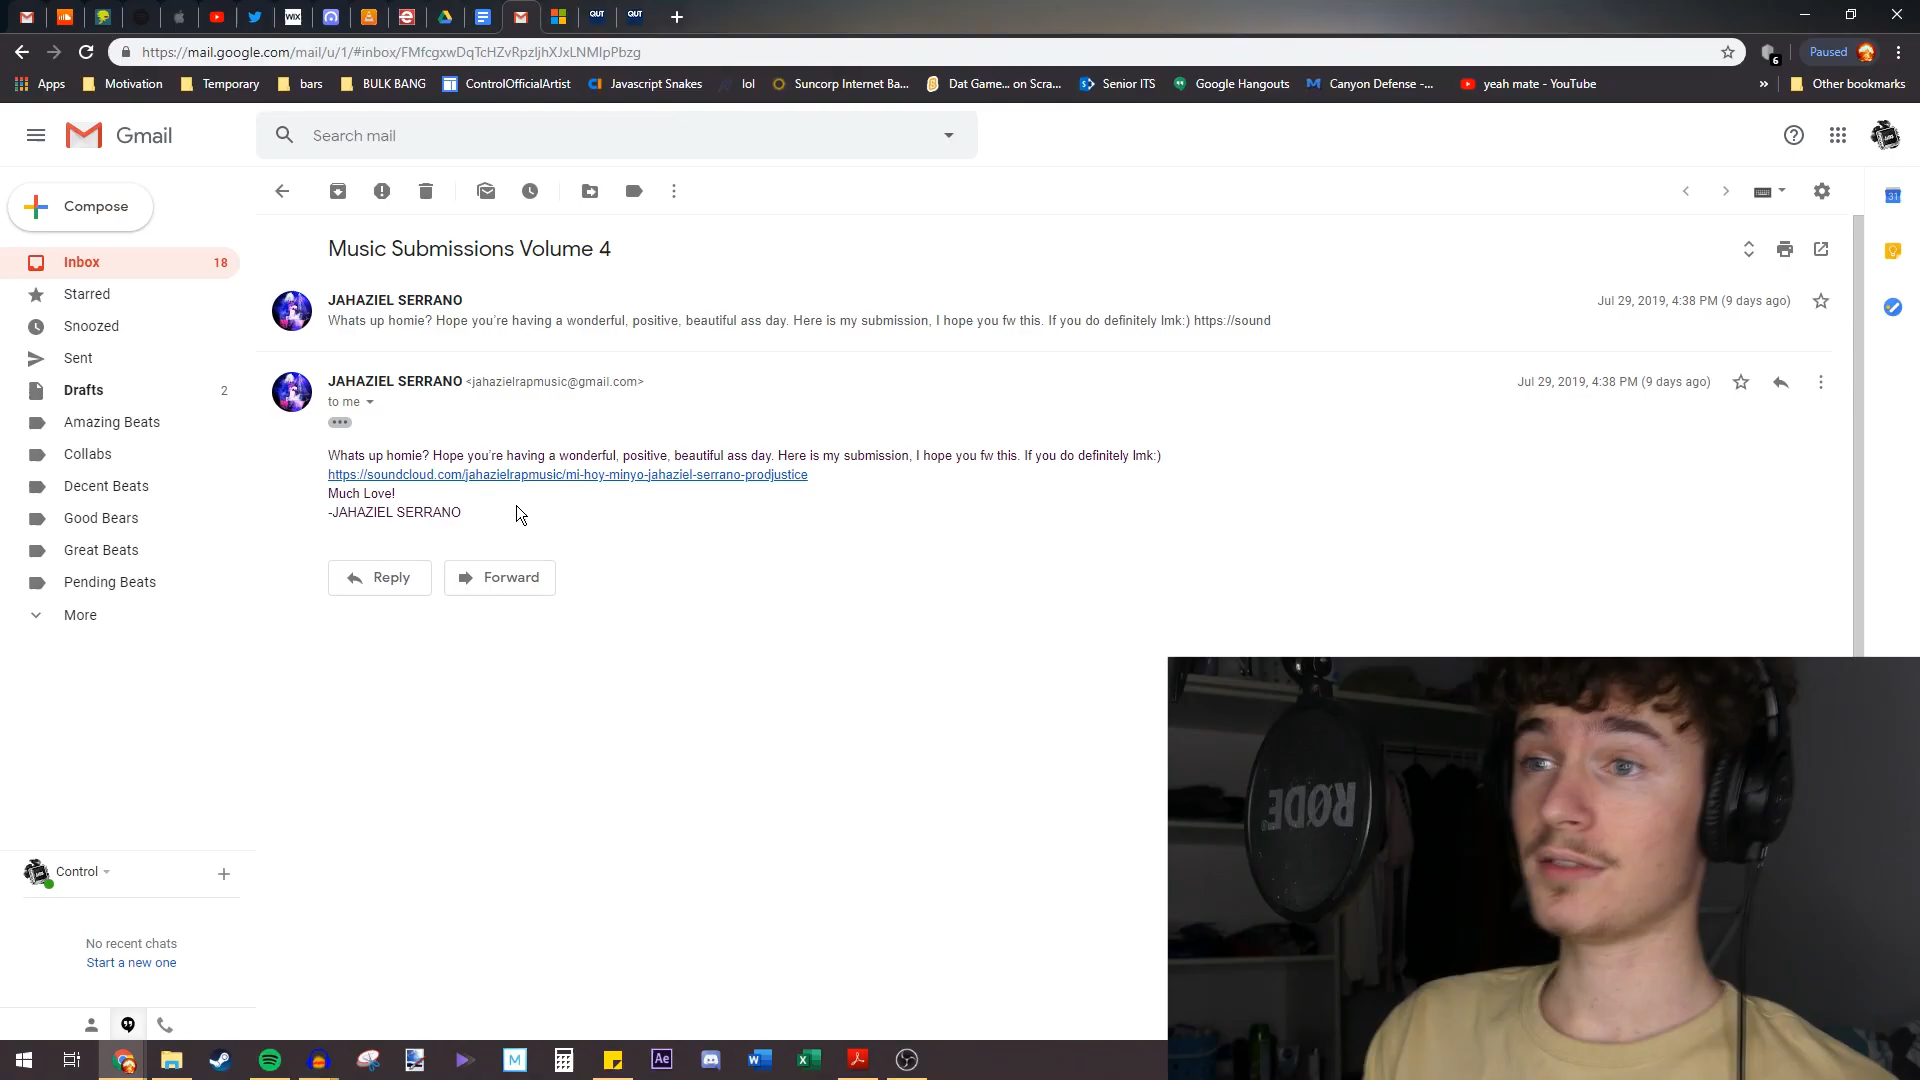 https://mail.google.com/mail/u/1/#inbox/FMfcgxwDqTcHZvRpzljhXJxLNMlpPbzg
Paused
6
Apps
Motivation
Temporary
bars
BULK BANG
ControlOfficialArtist
Javascript Snakes
lol
Suncorp Internet Ba...
Dat Game... on Scra...
Senior ITS
Google Hangouts
Canyon Defense -...
yeah mate - YouTube
»
Other bookmarks
WIX
QUT
QUT
Gmail
Search mail
Compose
Inbox 18
Starred
Snoozed
Sent
Drafts 2
Amazing Beats
Collabs
Decent Beats
Good Bears
Great Beats
Pending Beats
More
31
Music Submissions Volume 4
JAHAZIEL SERRANO
Jul 29, 2019, 4:38 PM (9 days ago)
Whats up homie? Hope you're having a wonderful, positive, beautiful ass day. Here is my submission, I hope you fw this. If you do definitely lmk:) https://sound
JAHAZIEL SERRANO <jahazielrapmusic@gmail.com>
Jul 29, 2019, 4:38 PM (9 days ago)
to me
Whats up homie? Hope you're having a wonderful, positive, beautiful ass day. Here is my submission, I hope you fw this. If you do definitely lmk:)
https://soundcloud.com/jahazielrapmusic/mi-hoy-minyo-jahaziel-serrano-prodjustice
Much Love!
-JAHAZIEL SERRANO
Reply
Forward
Control
No recent chats
Start a new one
RØDE
M
Ae